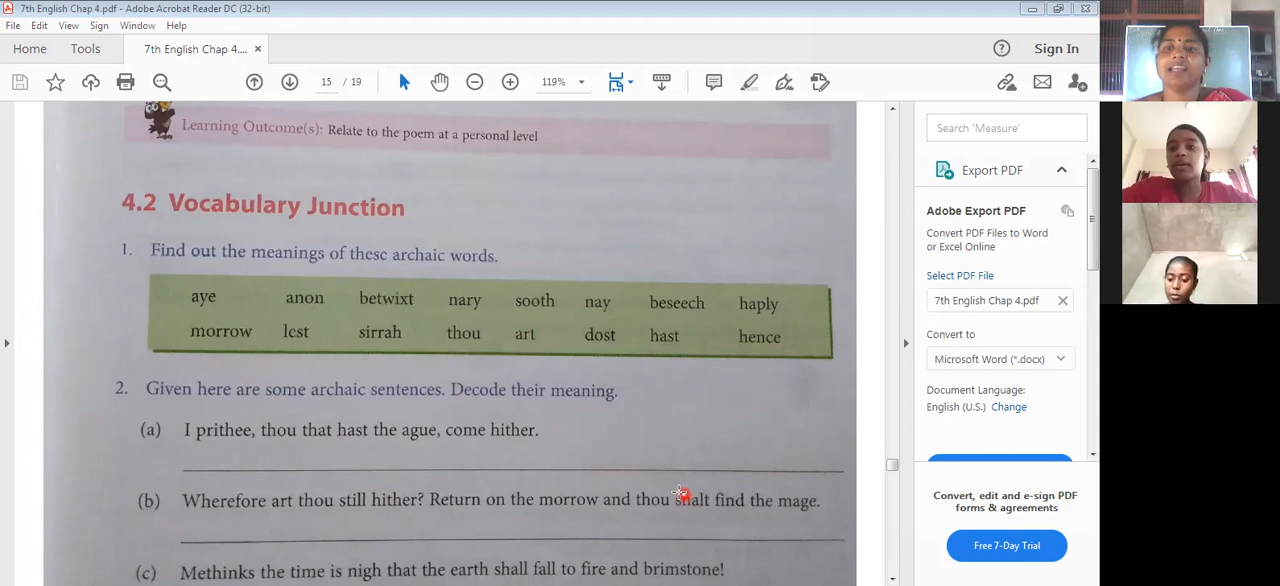 7th English Chap 4.pdf - Adobe Acrobat Reader DC (32-bit)
File Edit View Sign Window Help
Home Tools 7th English Chap 4.... × Sign In
15 / 19 119%
Learning Outcome(s): Relate to the poem at a personal level
4.2 Vocabulary Junction
1. Find out the meanings of these archaic words.
aye anon betwixt nary sooth nay beseech haply
morrow lest sirrah thou art dost hast hence
2. Given here are some archaic sentences. Decode their meaning.
(a) I prithee, thou that hast the ague, come hither.
(b) Wherefore art thou still hither? Return on the morrow and thou shalt find the mage.
(c) Methinks the time is nigh that the earth shall fall to fire and brimstone!
Search 'Measure'
Export PDF
Adobe Export PDF
Convert PDF Files to Word
or Excel Online
Select PDF File
7th English Chap 4.pdf
Convert to
Microsoft Word (*.docx)
Document Language:
English (U.S.) Change
Convert, edit and e-sign PDF
forms & agreements
Free 7-Day Trial